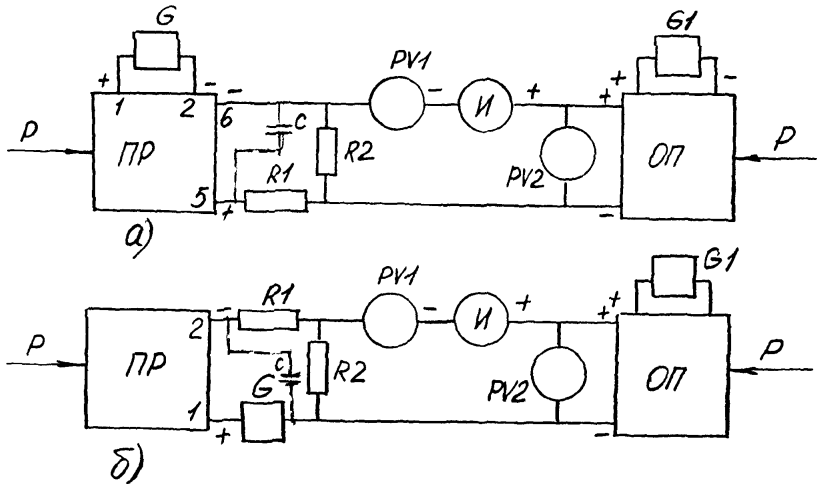 G
G1
+ 1 2 - - 6
PV1 - И +
+ + -
P ПР C R2 PV2 ОП P
R1
5 +
-
а)
G1
- R1 PV1 - И + + +
2
P ПР C R2 PV2 ОП P
G
1 +
-
б)